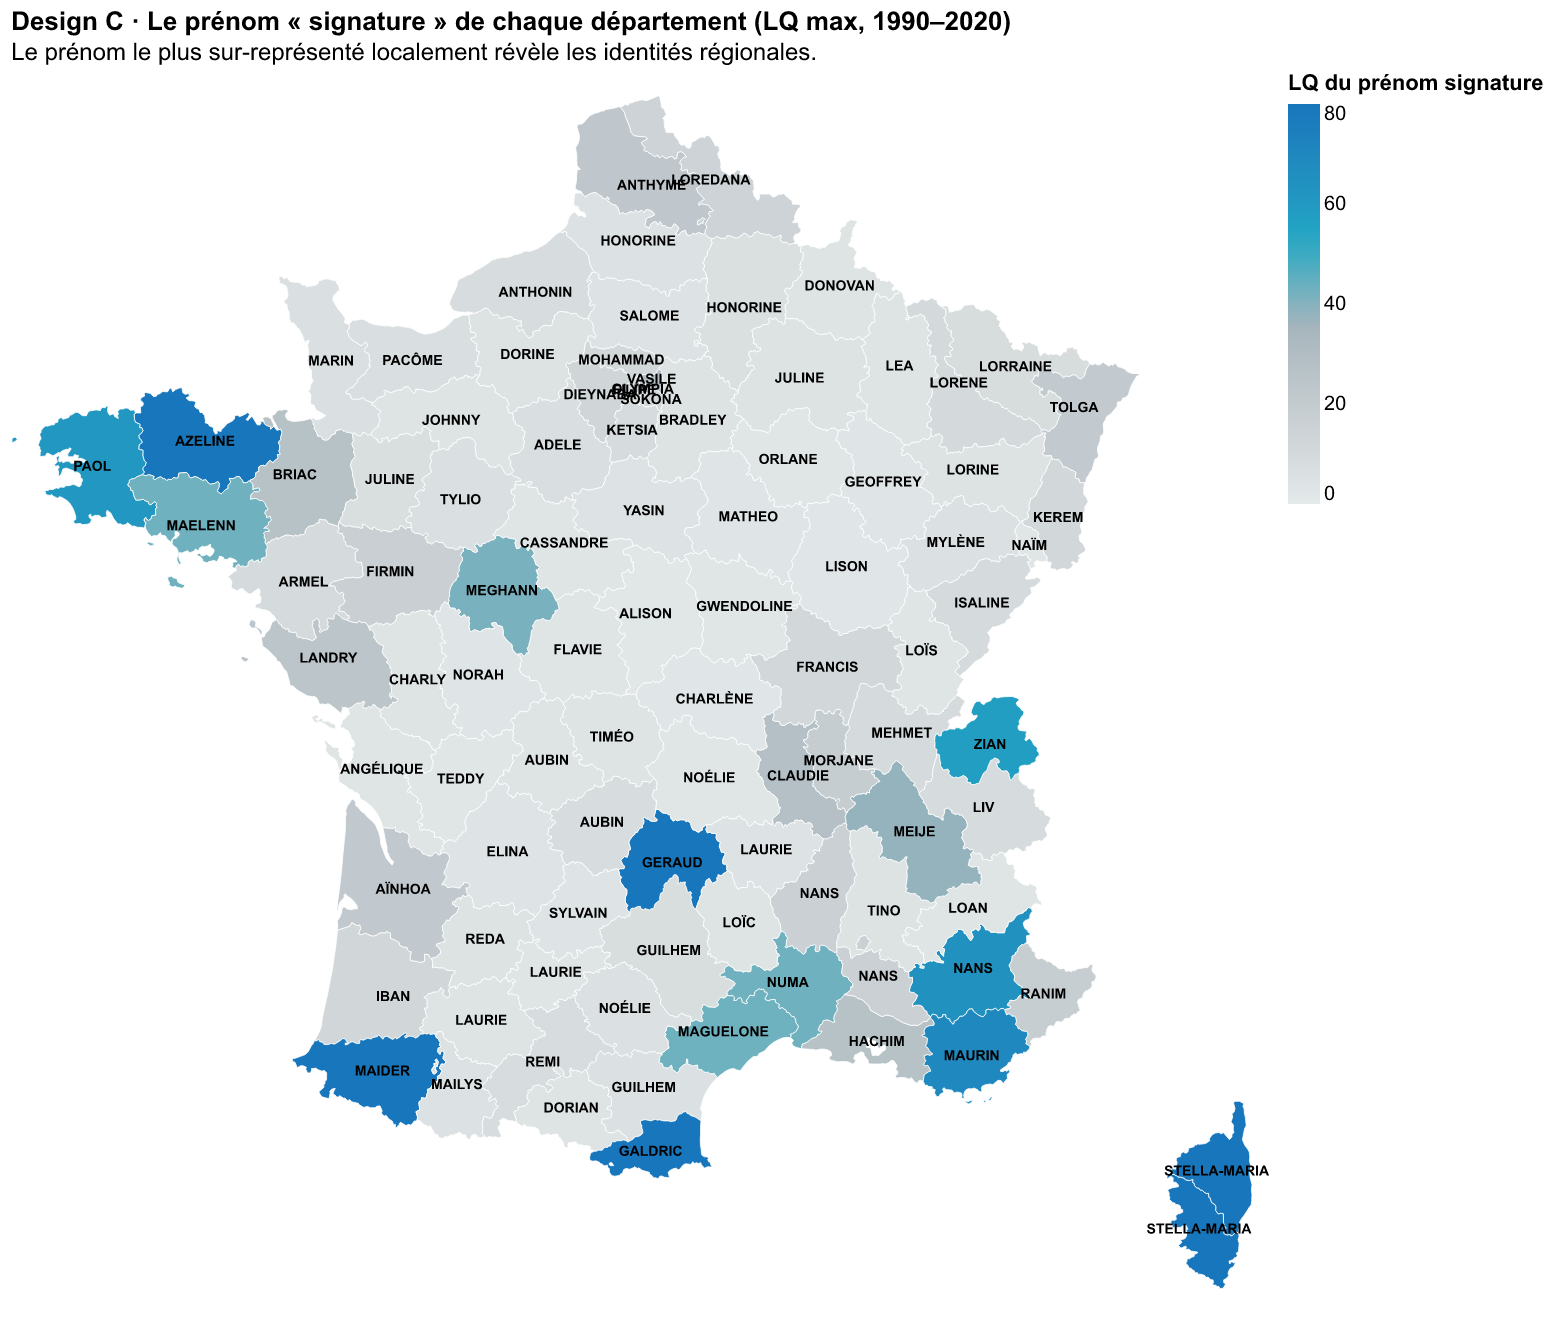 Design C · Le prénom « signature » de chaque département (LQ max, 1990–2020)
Le prénom le plus sur-représenté localement révèle les identités régionales.
LQ du prénom signature
80
60
40
20
0
LOREDANA
ANTHYME
HONORINE
DONOVAN
ANTHONIN
HONORINE
SALOME
DORINE
MOHAMMAD
MARIN
PACÔME
LEA
LORRAINE
JULINE
VASILE
LORENE
OLYMPIA
DIEYNABA
SOKONA
TOLGA
JOHNNY
BRADLEY
KETSIA
AZELINE
ADELE
ORLANE
PAOL
LORINE
BRIAC
JULINE
GEOFFREY
TYLIO
YASIN
MATHEO
KEREM
MAELENN
CASSANDRE
MYLÈNE
NAÏM
LISON
FIRMIN
ARMEL
MEGHANN
ISALINE
GWENDOLINE
ALISON
FLAVIE
LOÏS
LANDRY
FRANCIS
NORAH
CHARLY
CHARLÈNE
MEHMET
TIMÉO
ZIAN
MORJANE
AUBIN
ANGÉLIQUE
CLAUDIE
TEDDY
NOÉLIE
LIV
AUBIN
MEIJE
LAURIE
ELINA
GERAUD
AÏNHOA
NANS
LOAN
TINO
SYLVAIN
LOÏC
REDA
GUILHEM
NANS
LAURIE
NANS
NUMA
RANIM
IBAN
NOÉLIE
LAURIE
MAGUELONE
HACHIM
MAURIN
REMI
MAIDER
MAILYS
GUILHEM
DORIAN
GALDRIC
STELLA-MARIA
STELLA-MARIA